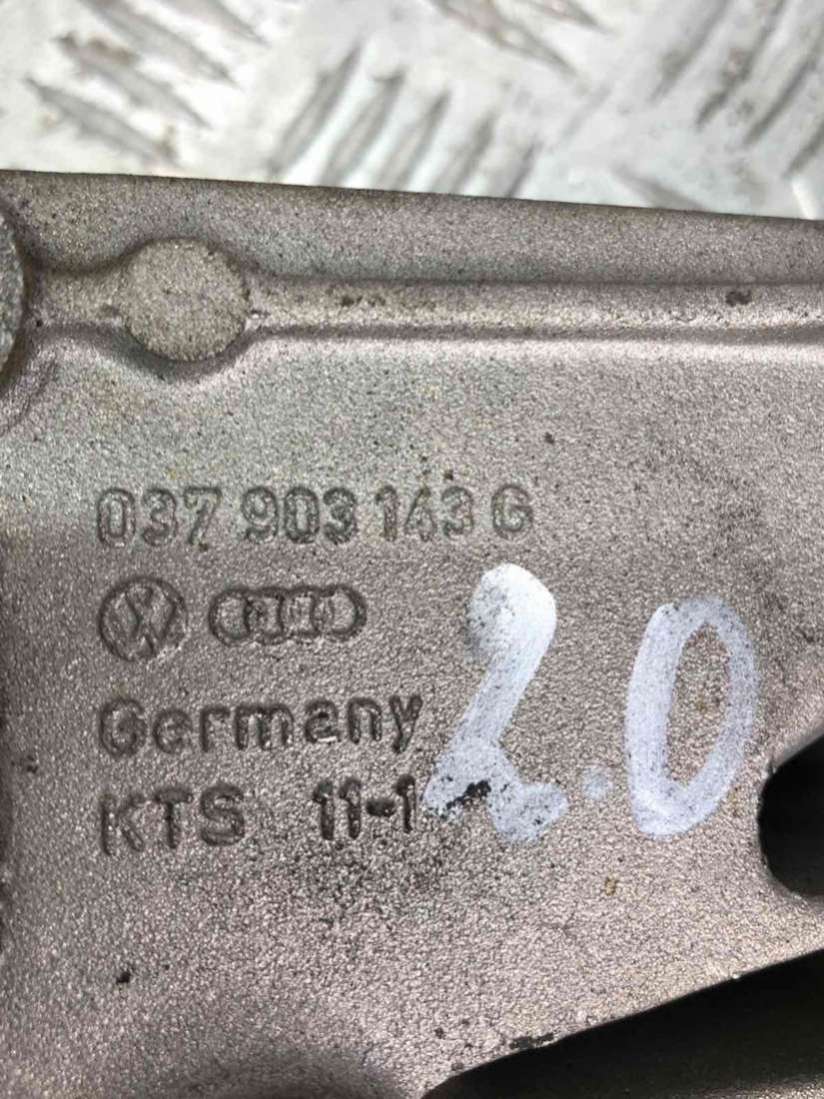 037 903 143 G
Germany
KTS 11-1
2.0